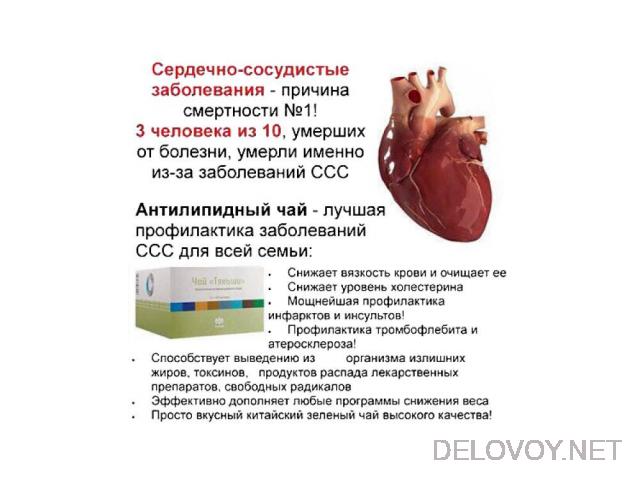 Сердечно-сосудистые
заболевания - причина
смертности №1!
3 человека из 10, умерших
от болезни, умерли именно
из-за заболеваний ССС
Антилипидный чай - лучшая
профилактика заболеваний
ССС для всей семьи:
Чай «Тяньши»
• Снижает вязкость крови и очищает ее
• Снижает уровень холестерина
• Мощнейшая профилактика
инфарктов и инсультов!
• Профилактика тромбофлебита и
атеросклероза!
• Способствует выведению из организма излишних
жиров, токсинов, продуктов распада лекарственных
препаратов, свободных радикалов
• Эффективно дополняет любые программы снижения веса
• Просто вкусный китайский зеленый чай высокого качества!
DELOVOY.NET